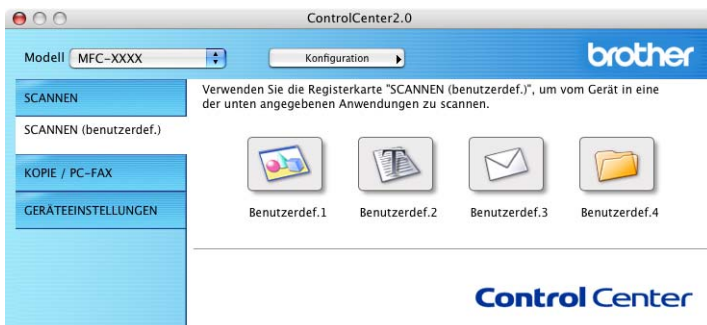 ControlCenter2.0
Modell MFC-XXXX
Konfiguration
brother
SCANNEN
SCANNEN (benutzerdef.)
KOPIE / PC-FAX
GERÄTEEINSTELLUNGEN
Verwenden Sie die Registerkarte "SCANNEN (benutzerdef.)", um vom Gerät in eine
der unten angegebenen Anwendungen zu scannen.
Benutzerdef.1
Benutzerdef.2
Benutzerdef.3
Benutzerdef.4
Control Center